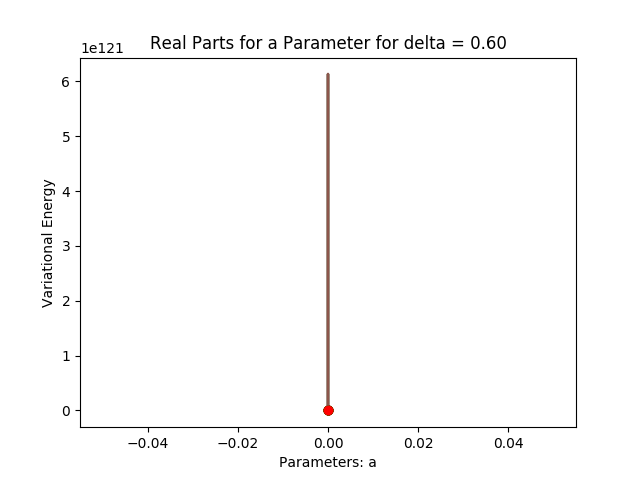 Real Parts for a Parameter for delta = 0.60
1e121
6
5
4
3
2
1
0
Variational Energy
−0.04 −0.02 0.00 0.02 0.04
Parameters: a